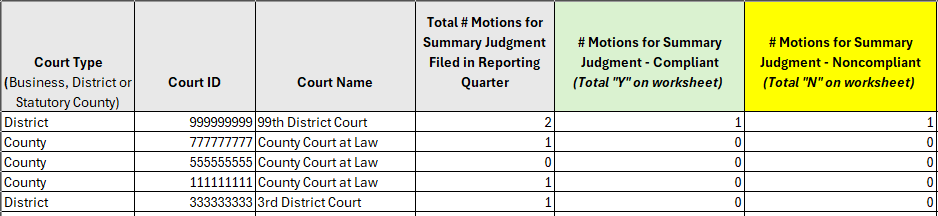 Court Type
(Business, District or
Statutory County)
Court ID
Court Name
Total # Motions for
Summary Judgment
Filed in Reporting
Quarter
# Motions for Summary
Judgment - Compliant
(Total "Y" on worksheet)
# Motions for Summary
Judgment - Noncompliant
(Total "N" on worksheet)
District 999999999 99th District Court 2 1 1
County 777777777 County Court at Law 1 0 0
County 555555555 County Court at Law 0 0 0
County 111111111 County Court at Law 1 0 0
District 333333333 3rd District Court 1 0 0